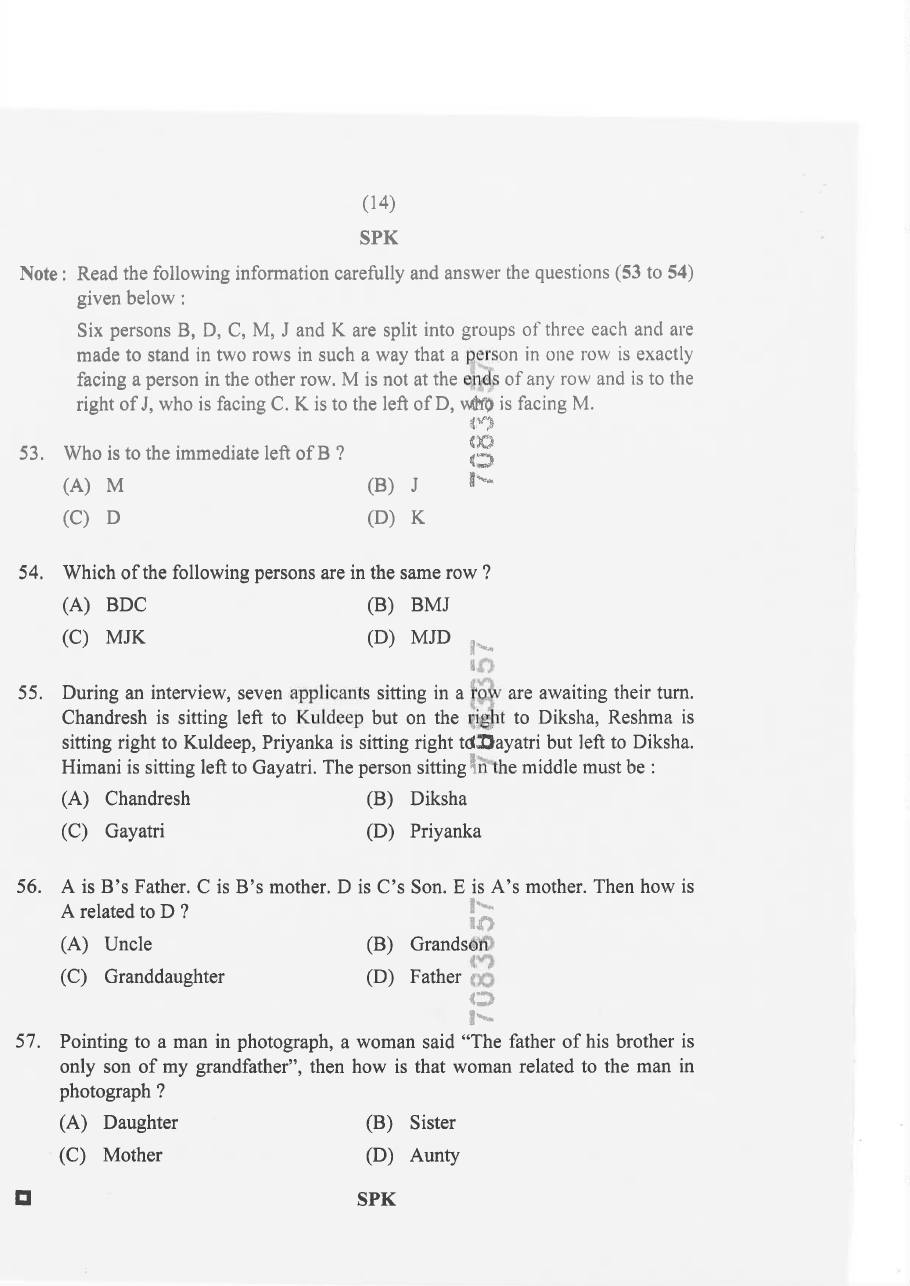 (14)
SPK
Note : Read the following information carefully and answer the questions (53 to 54)
given below :
Six persons B, D, C, M, J and K are split into groups of three each and are
made to stand in two rows in such a way that a person in one row is exactly
facing a person in the other row. M is not at the ends of any row and is to the
right of J, who is facing C. K is to the left of D, who is facing M.
53. Who is to the immediate left of B ?
(A) M (B) J
(C) D (D) K
54. Which of the following persons are in the same row ?
(A) BDC (B) BMJ
(C) MJK (D) MJD
55. During an interview, seven applicants sitting in a row are awaiting their turn.
Chandresh is sitting left to Kuldeep but on the right to Diksha, Reshma is
sitting right to Kuldeep, Priyanka is sitting right to Gayatri but left to Diksha.
Himani is sitting left to Gayatri. The person sitting in the middle must be :
(A) Chandresh (B) Diksha
(C) Gayatri (D) Priyanka
56. A is B's Father. C is B's mother. D is C's Son. E is A's mother. Then how is
A related to D ?
(A) Uncle (B) Grandson
(C) Granddaughter (D) Father
57. Pointing to a man in photograph, a woman said “The father of his brother is
only son of my grandfather”, then how is that woman related to the man in
photograph ?
(A) Daughter (B) Sister
(C) Mother (D) Aunty
SPK
7083357
7083357
7083357